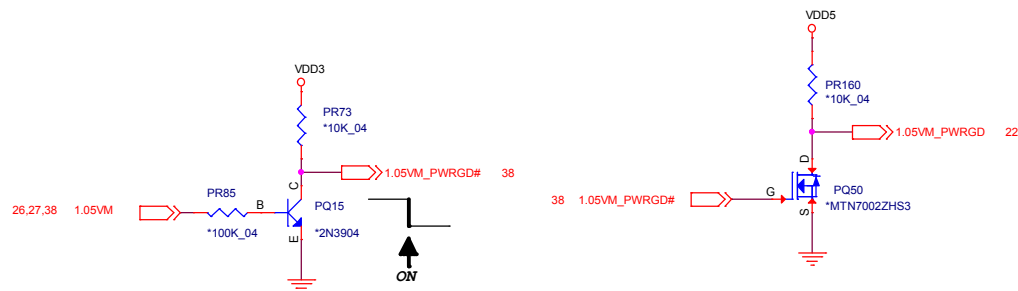 VDD5
VDD3
PR160
*10K_04
PR73
*10K_04
1.05VM_PWRGD 22
D
1.05VM_PWRGD# 38
C
PR85
26,27,38 1.05VM
B
PQ15
38 1.05VM_PWRGD#
G
PQ50
*MTN7002ZHS3
S
*100K_04
E
*2N3904
ON